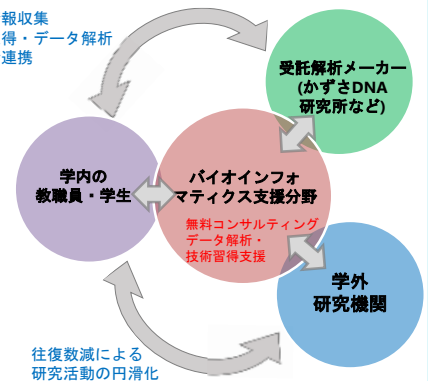 報収集
得・データ解析
連携
受託解析メーカー
(かずさDNA
研究所など)
学内の
教職員・学生
バイオインフォ
マティクス支援分野
無料コンサルティング
データ解析・
技術習得支援
学外
研究機関
往復数減による
研究活動の円滑化